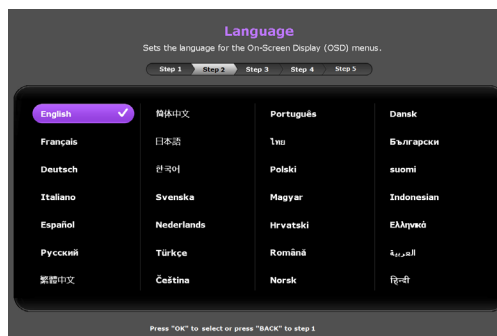 Language
Sets the language for the On-Screen Display (OSD) menus.
Step 1 Step 2 Step 3 Step 4 Step 5
English 简体中文 Português Dansk
Français 日本語 ไทย Български
Deutsch 한국어 Polski suomi
Italiano Svenska Magyar Indonesian
Español Nederlands Hrvatski Ελληνικά
Русский Türkçe Română العربية
繁體中文 Čeština Norsk हिन्दी
Press "OK" to select or press "BACK" to step 1